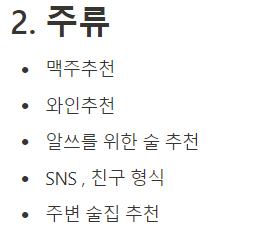 2. 주류
• 맥주추천
• 와인추천
• 알쓰를 위한 술 추천
• SNS , 친구 형식
• 주변 술집 추천